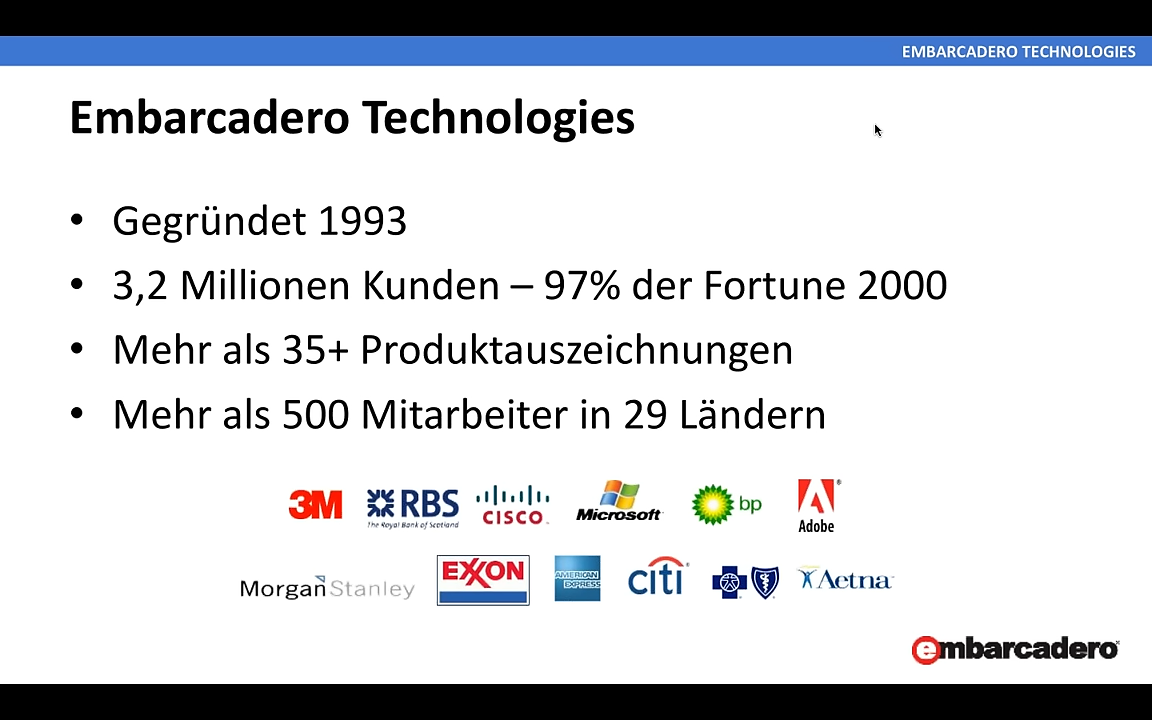 EMBARCADERO TECHNOLOGIES
Embarcadero Technologies
• Gegründet 1993
• 3,2 Millionen Kunden – 97% der Fortune 2000
• Mehr als 35+ Produktauszeichnungen
• Mehr als 500 Mitarbeiter in 29 Ländern
3M RBS CISCO Microsoft bp Adobe
The Royal Bank of Scotland
Morgan Stanley EXXON AMERICAN EXPRESS citi Aetna
embarcadero